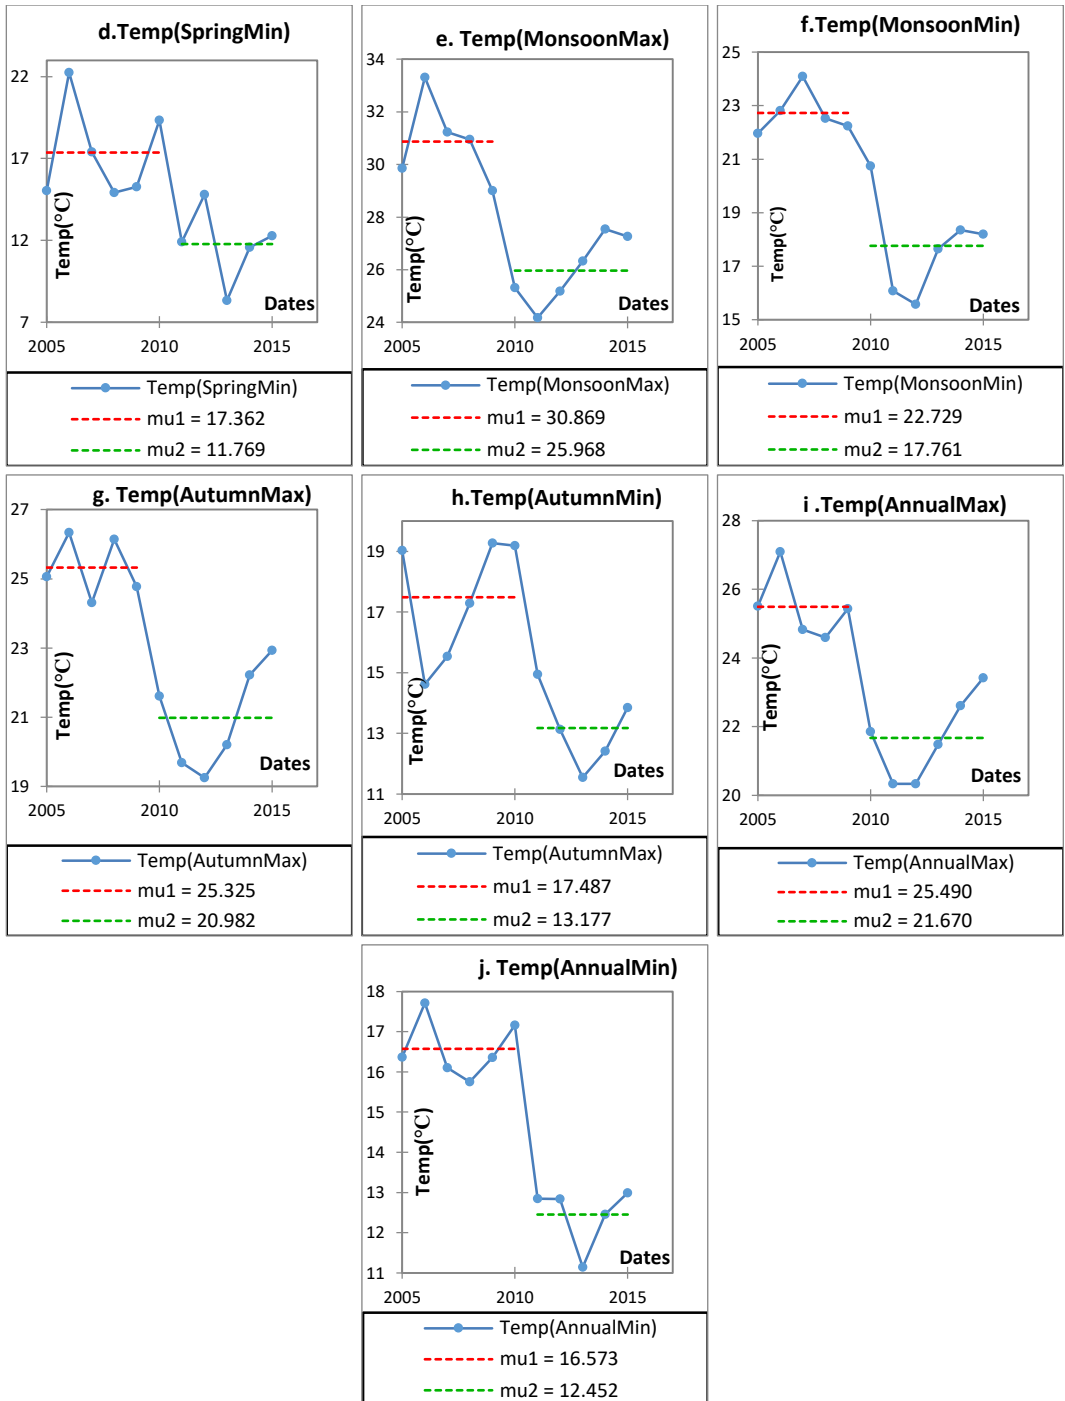 d.Temp(SpringMin)
22
17
12
7
Temp(°C)
Dates
2005
2010
2015
Temp(SpringMin)
mu1 = 17.362
mu2 = 11.769
e. Temp(MonsoonMax)
34
32
30
28
26
24
Temp(°C)
Dates
2005
2010
2015
Temp(MonsoonMax)
mu1 = 30.869
mu2 = 25.968
f.Temp(MonsoonMin)
25
23
21
19
17
15
Temp(°C)
Dates
2005
2010
2015
Temp(MonsoonMin)
mu1 = 22.729
mu2 = 17.761
g. Temp(AutumnMax)
27
25
23
21
19
Temp(°C)
Dates
2005
2010
2015
Temp(AutumnMax)
mu1 = 25.325
mu2 = 20.982
h.Temp(AutumnMin)
19
17
15
13
11
Temp(°C)
Dates
2005
2010
2015
Temp(AutumnMax)
mu1 = 17.487
mu2 = 13.177
i .Temp(AnnualMax)
28
26
24
22
20
Temp(°C)
Dates
2005
2010
2015
Temp(AnnualMax)
mu1 = 25.490
mu2 = 21.670
j. Temp(AnnualMin)
18
17
16
15
14
13
12
11
Temp(°C)
Dates
2005
2010
2015
Temp(AnnualMin)
mu1 = 16.573
mu2 = 12.452